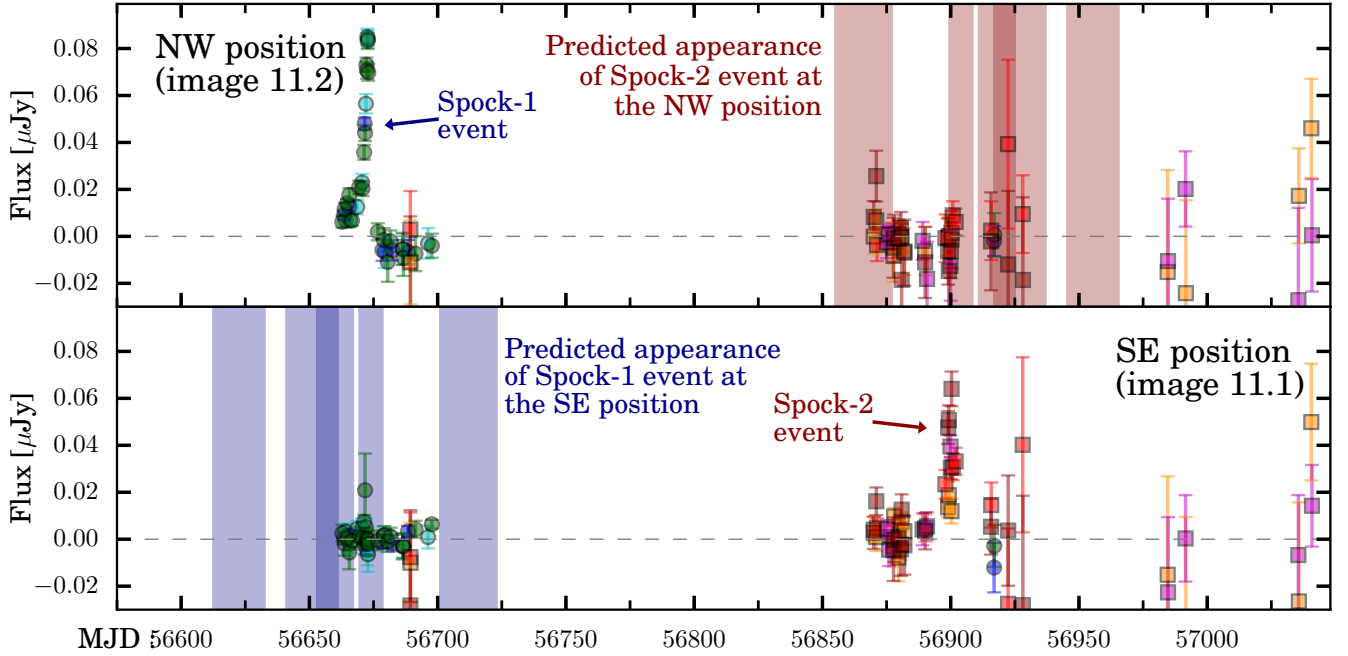 NW position
(image 11.2)
Spock-1
event
Predicted appearance
of Spock-2 event at
the NW position
Flux [μJy]
0.08
0.06
0.04
0.02
0.00
−0.02
Predicted appearance
of Spock-1 event at
the SE position
Spock-2
event
SE position
(image 11.1)
Flux [μJy]
0.08
0.06
0.04
0.02
0.00
−0.02
MJD : 56600 56650 56700 56750 56800 56850 56900 56950 57000